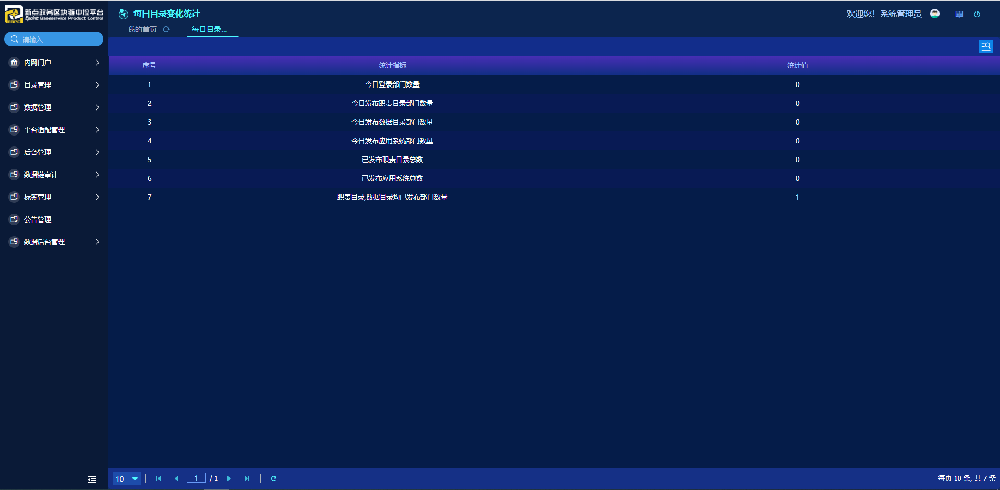 新点政务区块链中控平台
Epoint Baseservice Product Control
EBPC
每日目录变化统计
欢迎您！系统管理员
我的首页
每日目录...
请输入
内网门户
目录管理
数据管理
平台适配管理
后台管理
数据链审计
标签管理
公告管理
数据后台管理
序号 统计指标 统计值
1 今日登录部门数量 0
2 今日发布职责目录部门数量 0
3 今日发布数据目录部门数量 0
4 今日发布应用系统部门数量 0
5 已发布职责目录总数 0
6 已发布应用系统总数 0
7 职责目录,数据目录均已发布部门数量 1
10 1 / 1 每页 10 条, 共 7 条